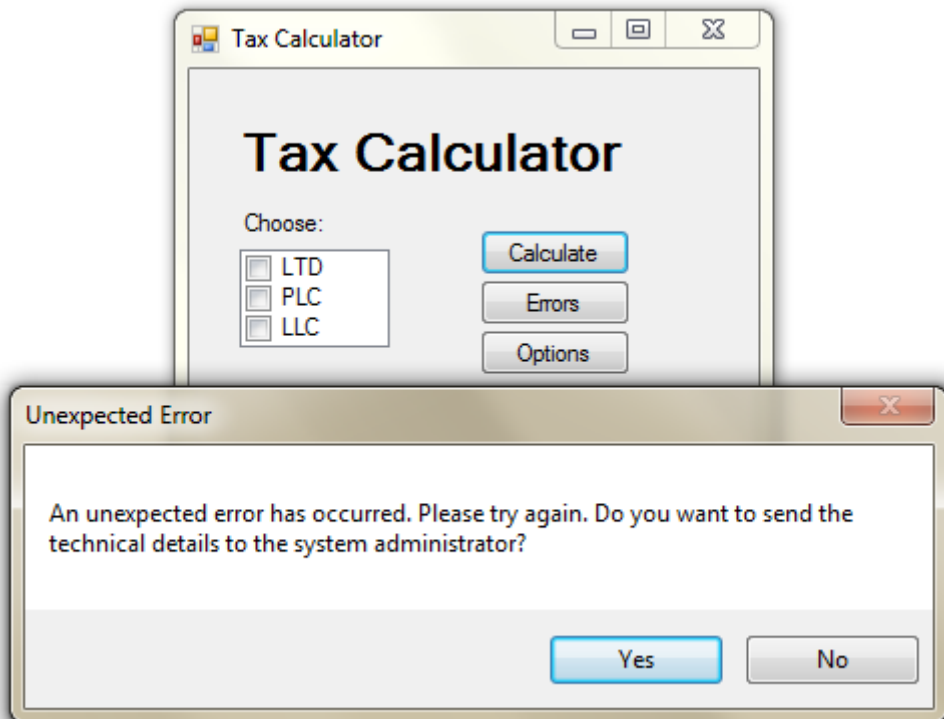 Tax Calculator
Tax Calculator
Choose:
LTD
PLC
LLC
Calculate
Errors
Options
Unexpected Error
An unexpected error has occurred. Please try again. Do you want to send the
technical details to the system administrator?
Yes
No